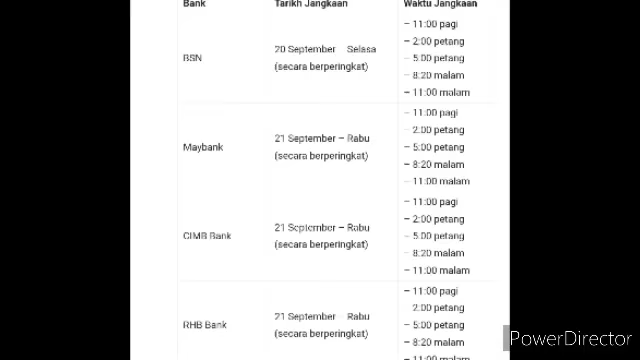 Bank Tarikh Jangkaan Waktu Jangkaan
– 11:00 pagi
– 2:00 petang
BSN 20 September – Selasa (secara berperingkat) – 5:00 petang
– 8:20 malam
– 11:00 malam
– 11:00 pagi
– 2:00 petang
Maybank 21 September – Rabu (secara berperingkat) – 5:00 petang
– 8:20 malam
– 11:00 malam
– 11:00 pagi
– 2:00 petang
CIMB Bank 21 September – Rabu (secara berperingkat) – 5:00 petang
– 8:20 malam
– 11:00 malam
– 11:00 pagi
2:00 petang
RHB Bank 21 September – Rabu (secara berperingkat) – 5:00 petang
– 8:20 malam
– 11:00 malam
PowerDirector